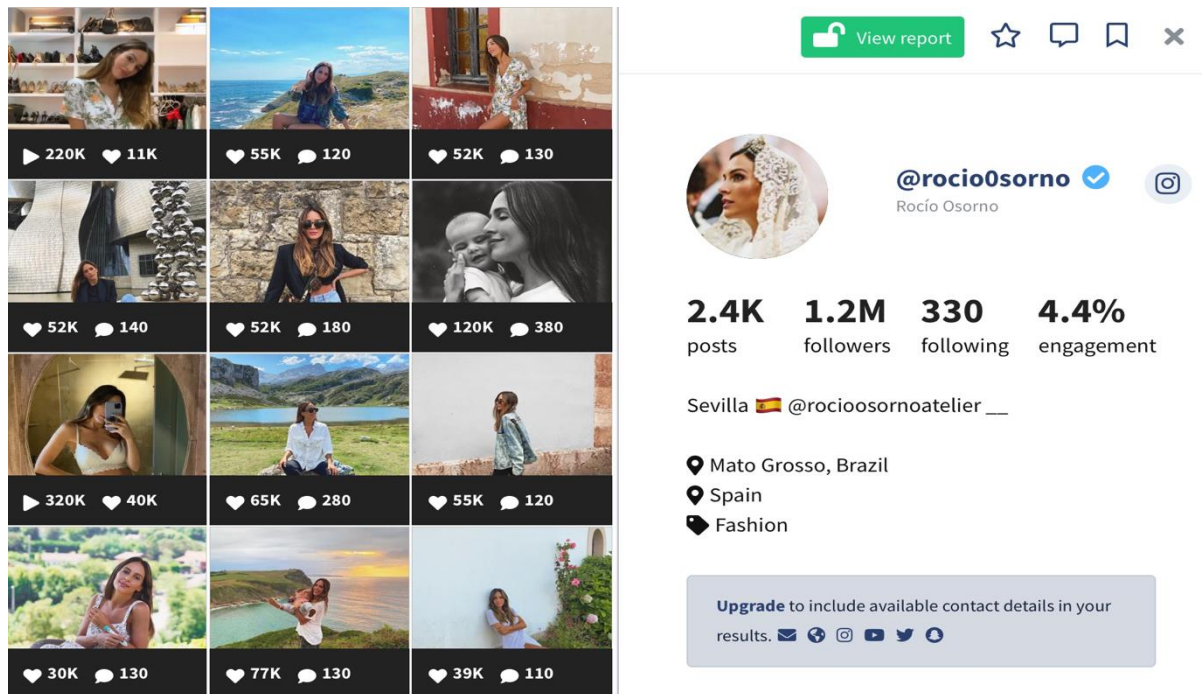 220K 11K
55K 120
52K 130
52K 140
52K 180
120K 380
320K 40K
65K 280
55K 120
30K 130
77K 130
39K 110
View report
@rocio0sorno
Rocío Osorno
2.4K 1.2M 330 4.4%
posts followers following engagement
Sevilla 🇪🇸 @rocioosornoatelier __
Mato Grosso, Brazil
Spain
Fashion
Upgrade to include available contact details in your
results.